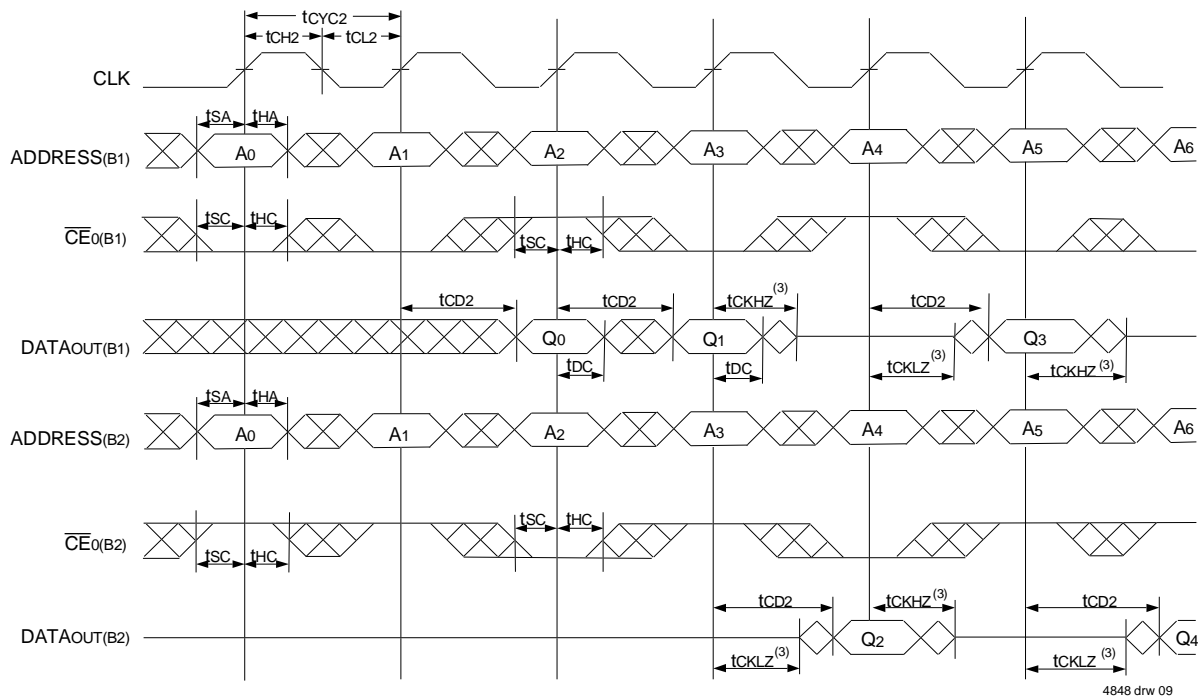 tCYC2
tCH2 tCL2
CLK
tSA tHA
ADDRESS(B1) A0 A1 A2 A3 A4 A5 A6
tSC tHC
CE0(B1)
tSC tHC
tCD2 tCD2 tCKHZ(3) tCD2
DATAOUT(B1) Q0 Q1 Q3
tDC tDC tCKLZ(3) tCKHZ(3)
tSA tHA
ADDRESS(B2) A0 A1 A2 A3 A4 A5 A6
tSC tHC
CE0(B2)
tSC tHC
tCD2 tCKHZ(3) tCD2
DATAOUT(B2) Q2 Q4
tCKLZ(3) tCKLZ(3)
4848 drw 09